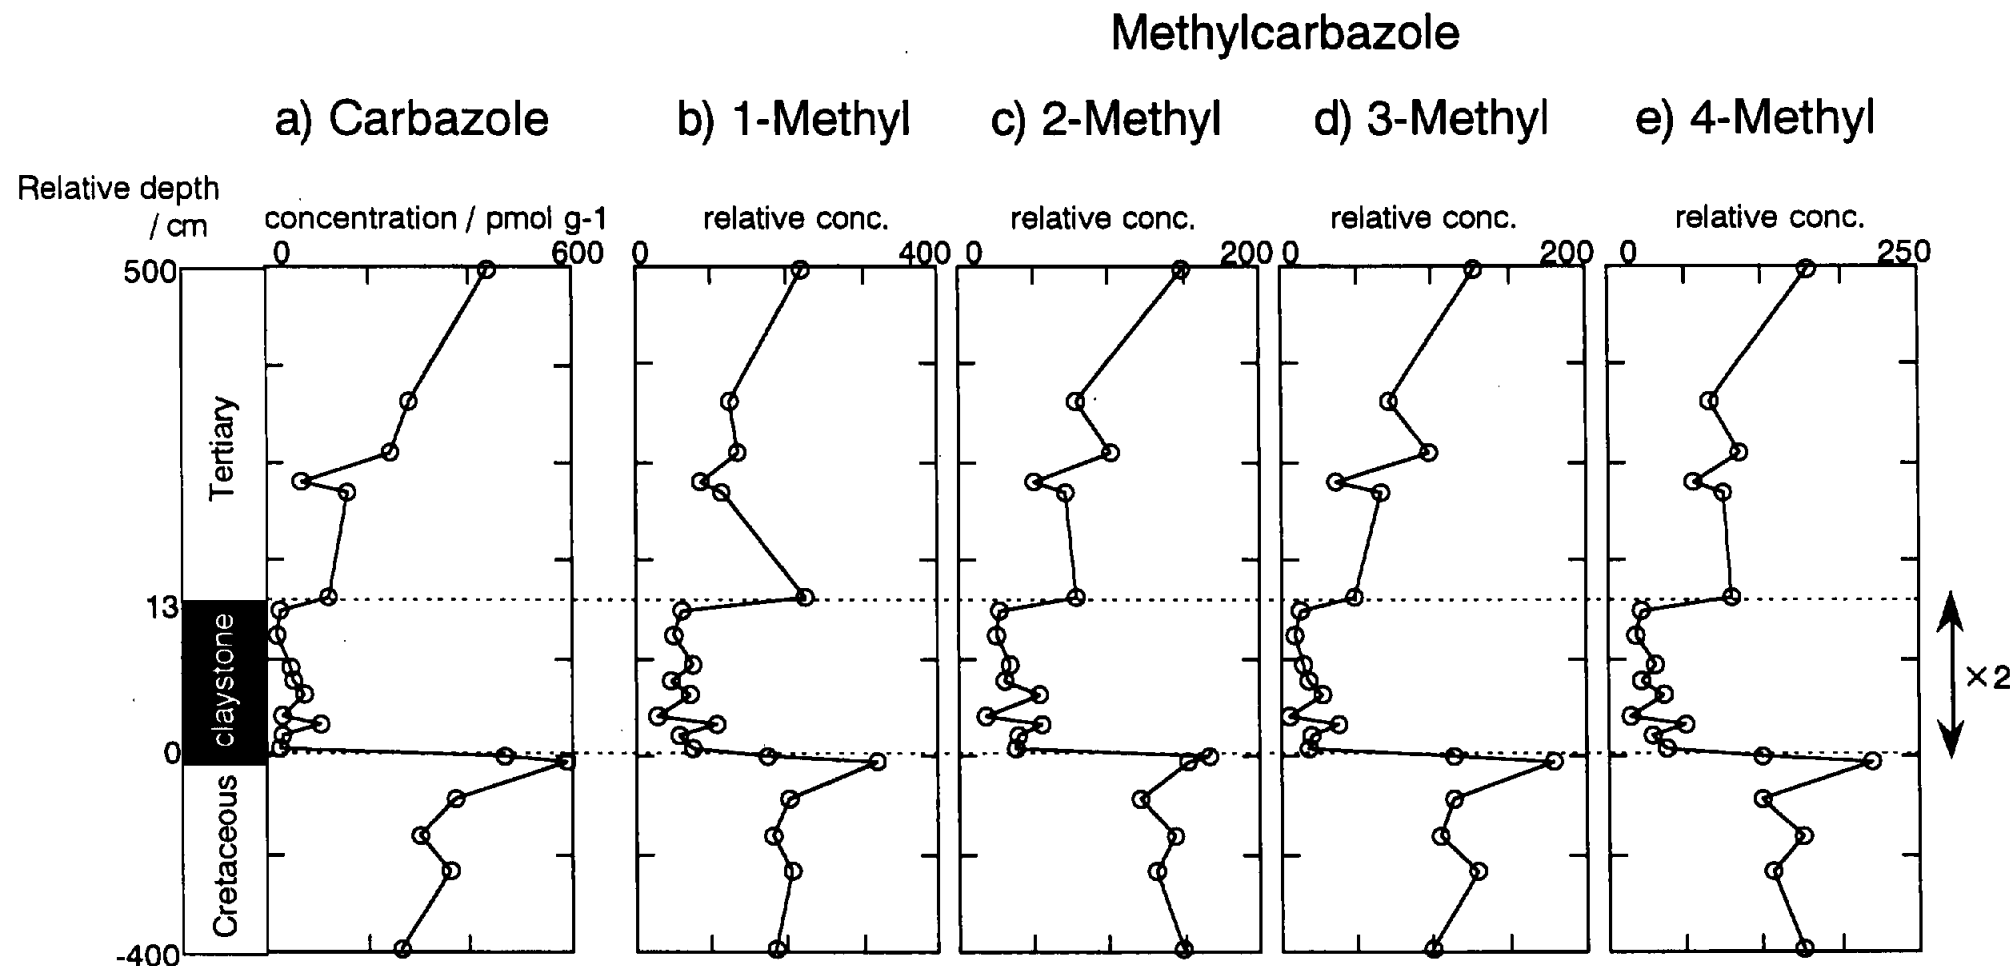 Methylcarbazole
a) Carbazole
b) 1-Methyl
c) 2-Methyl
d) 3-Methyl
e) 4-Methyl
Relative depth
/ cm
concentration / pmol g-1
relative conc.
relative conc.
relative conc.
relative conc.
0
600
0
400
0
200
0
200
0
250
500
Tertiary
13
claystone
×2
0
Cretaceous
-400